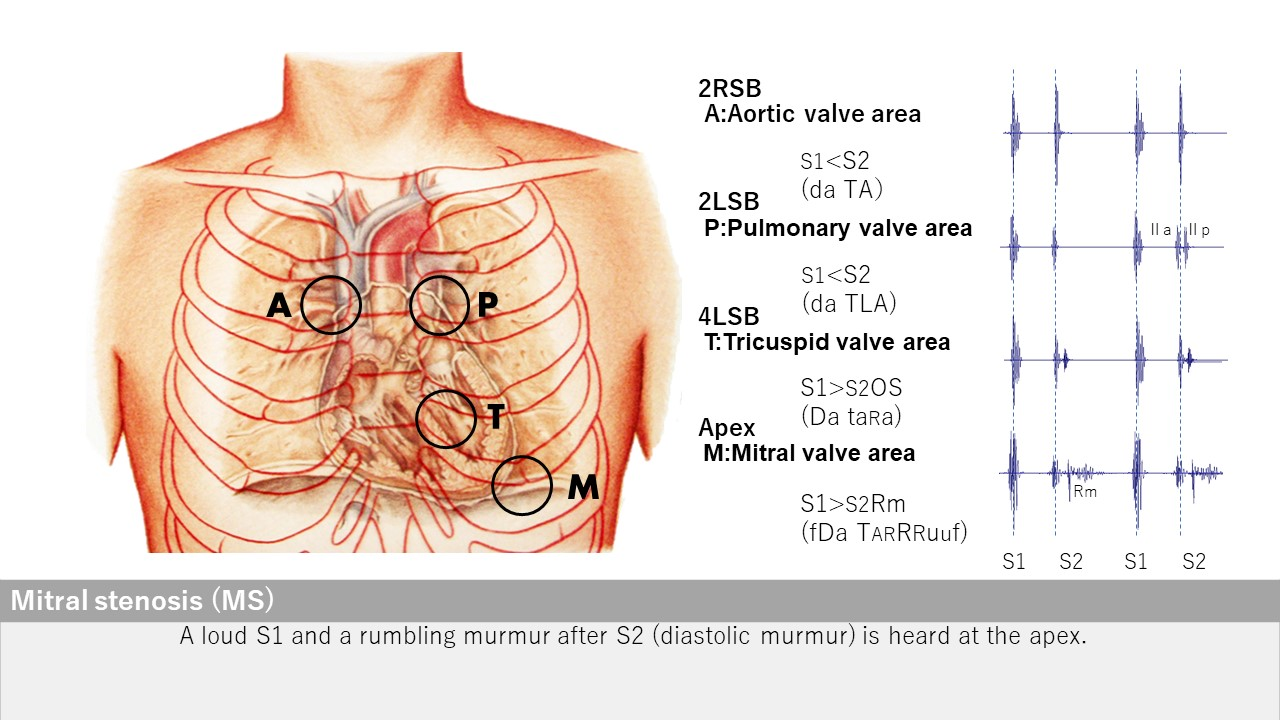 A
P
T
M
2RSB
A:Aortic valve area
S1<S2
(da TA)
2LSB
P:Pulmonary valve area
S1<S2
(da TLA)
4LSB
T:Tricuspid valve area
S1>S2OS
(Da taRa)
Apex
M:Mitral valve area
S1>S2Rm
(fDa TARRRuuf)
II a
II p
Rm
S1 S2 S1 S2
Mitral stenosis (MS)
A loud S1 and a rumbling murmur after S2 (diastolic murmur) is heard at the apex.